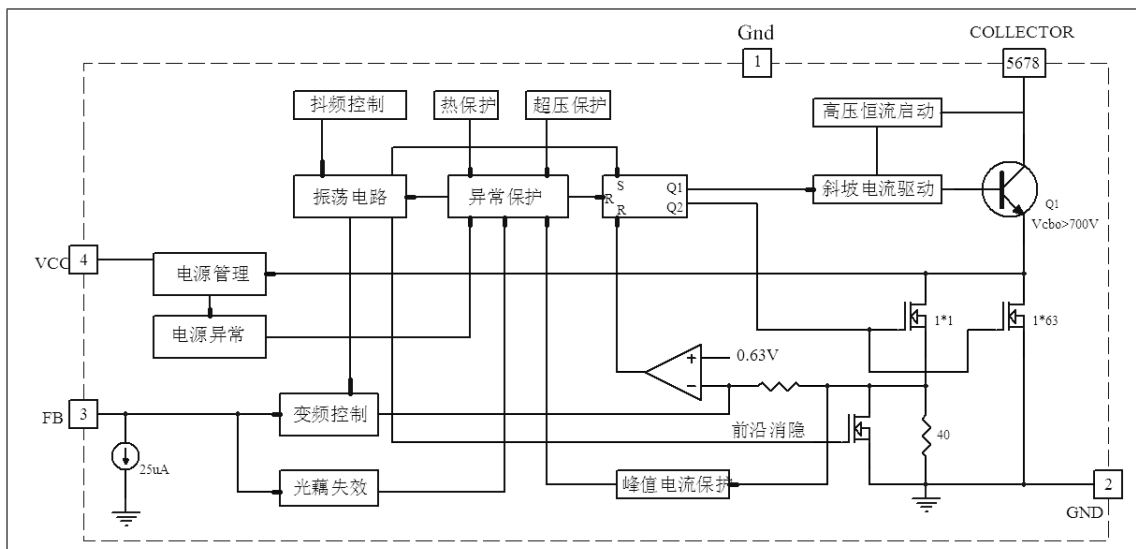 Gnd
COLLECTOR
1
5678
抖频控制
热保护
超压保护
高压恒流启动
振荡电路
异常保护
S
R
R
Q1
Q2
斜坡电流驱动
Q1
Vcbo>700V
VCC
4
电源管理
电源异常
1*1
1*63
+
0.63V
-
FB
3
变频控制
前沿消隐
40
25uA
光藕失效
峰值电流保护
2
GND